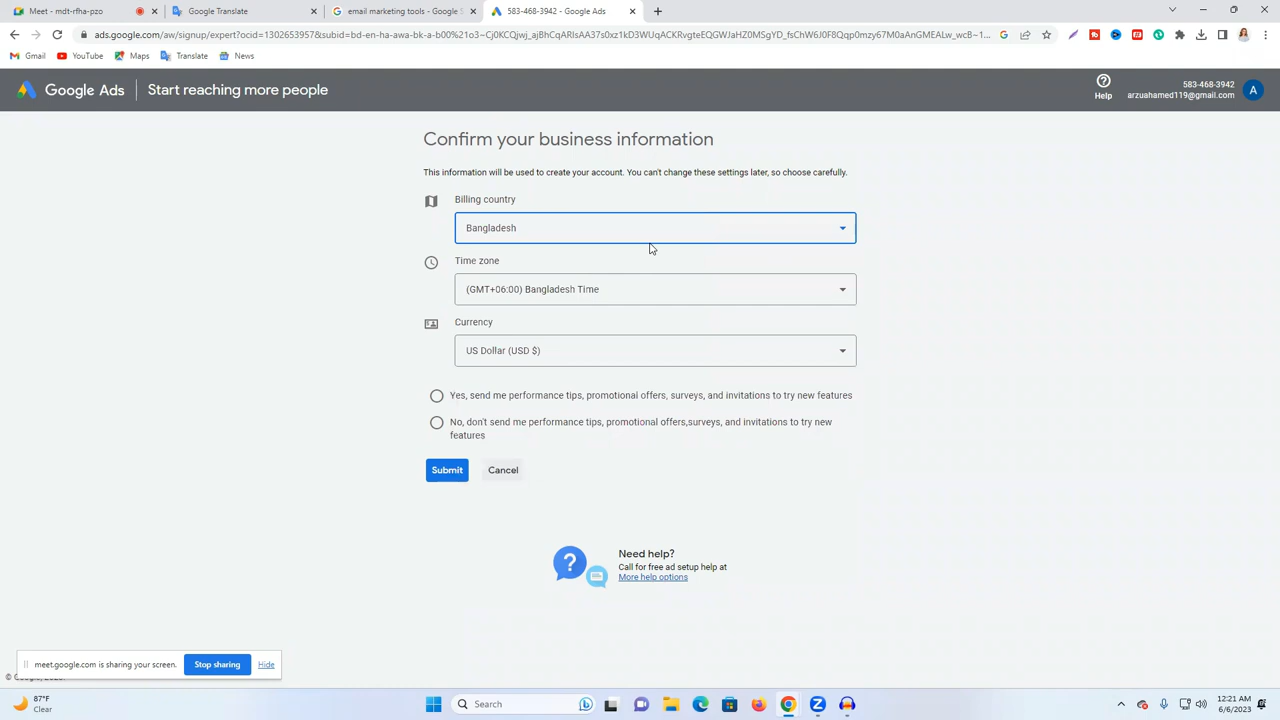 Meet - mdt-rfha-pzo
Google Translate
email marketing tools - Google S
583-468-3942 - Google Ads
ads.google.com/aw/signup/expert?ocid=1302653957&subid=bd-en-ha-awa-bk-a-b00%21o3~
Gmail
YouTube
Maps
Translate
News
Google Ads
Start reaching more people
Help
583-468-3942
arzuahamed119@gmail.com
A
Confirm your business information
This information will be used to create your account. You can't change these settings later, so choose carefully.
Billing country
Bangladesh
Time zone
(GMT+06:00) Bangladesh Time
Currency
US Dollar (USD $)
Yes, send me performance tips, promotional offers, surveys, and invitations to try new features
No, don't send me performance tips, promotional offers,surveys, and invitations to try new
features
Submit
Cancel
Need help?
Call for free ad setup help at
More help options
meet.google.com is sharing your screen.
Stop sharing
Hide
87°F
Clear
Search
12:21 AM
6/6/2023